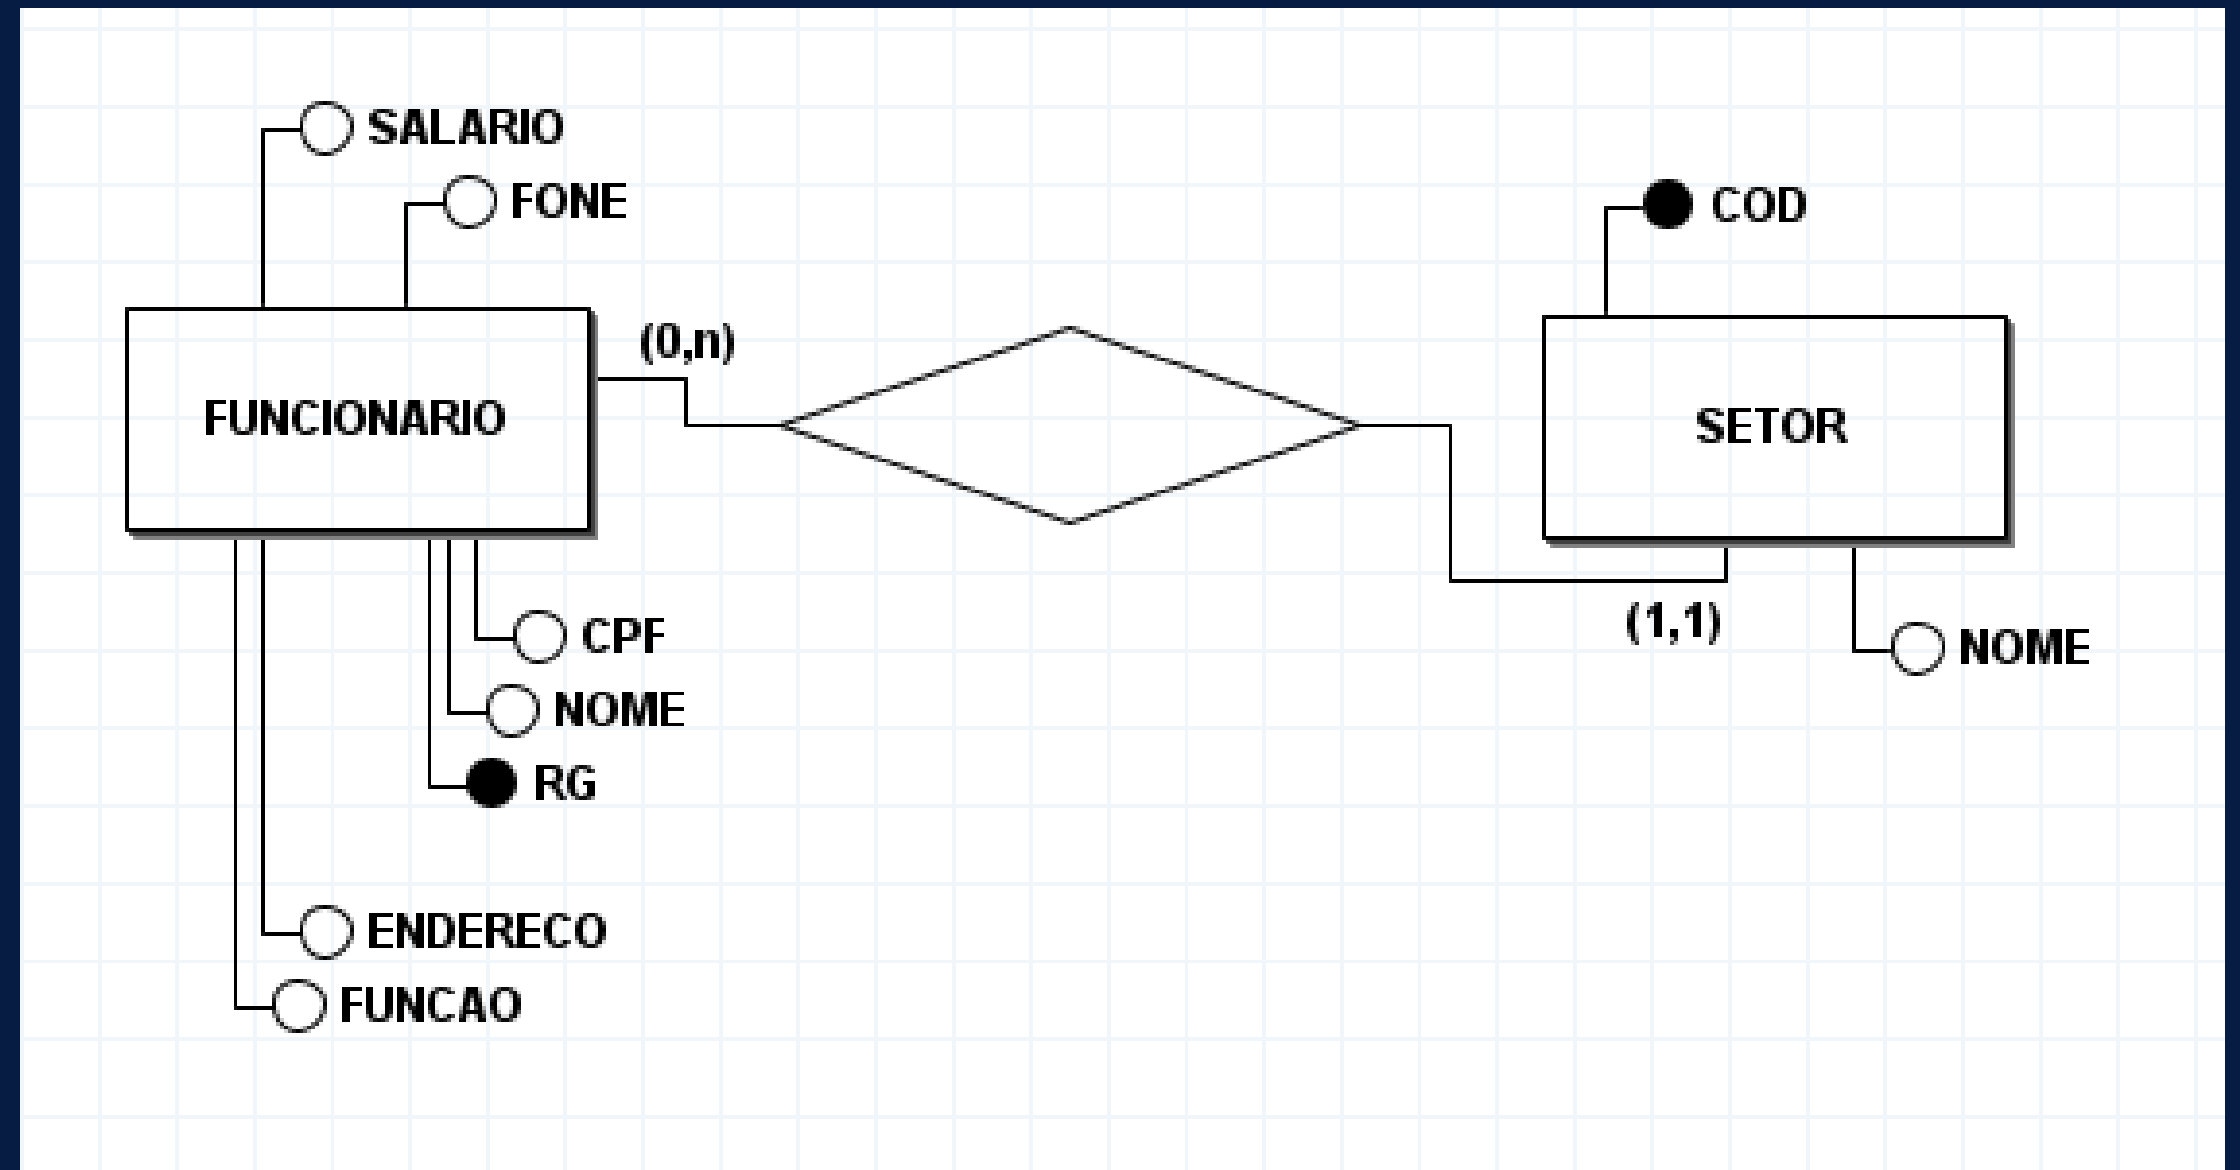 SALARIO
FONE
COD
(0,n)
FUNCIONARIO
SETOR
(1,1)
CPF
NOME
NOME
RG
ENDERECO
FUNCAO